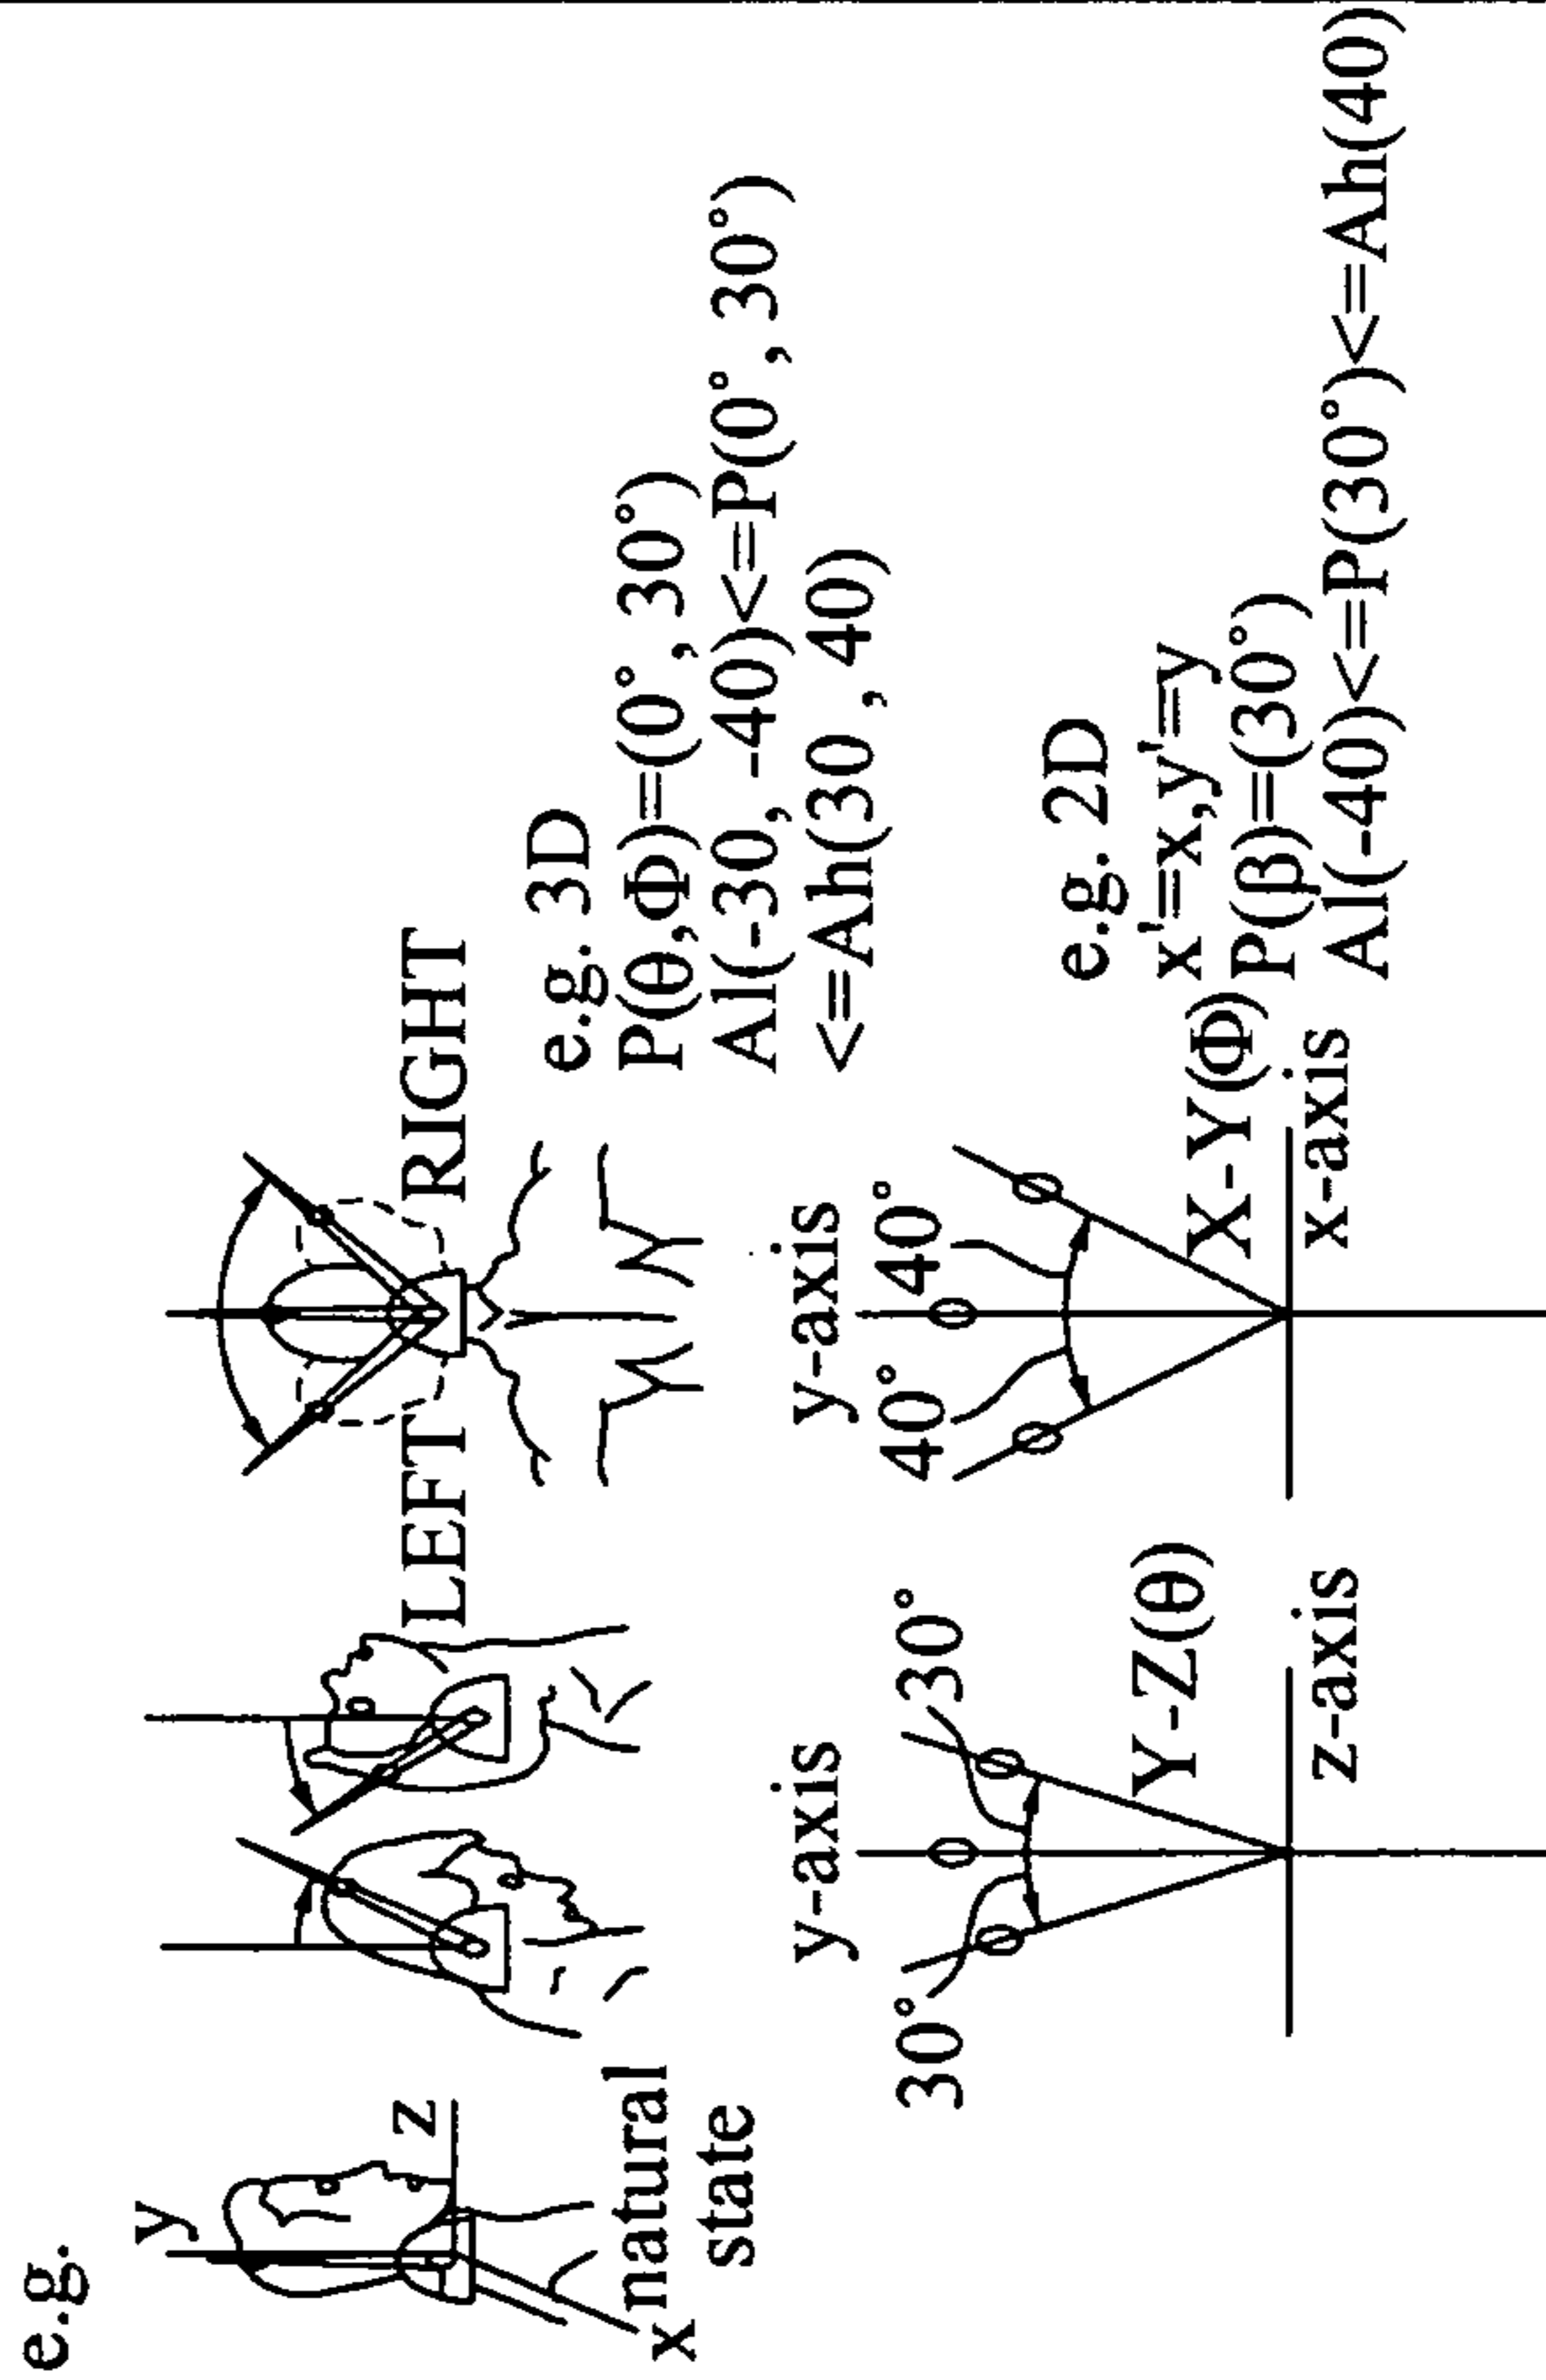 e.g.
y
z
x
natural
state
LEFT
RIGHT
e.g. 3D
P(θ,Φ)=(0°,30°)
Al(-30,-40)<=P(0°,30°)
<=Ah(30,40)
y-axis
30°
30°
Y-Z(θ)
z-axis
y-axis
40°
40°
X-Y(Φ)
x-axis
e.g. 2D
x'=x,y'=y
P(β)=(30°)
Al(-40)<=P(30°)<=Ah(40)